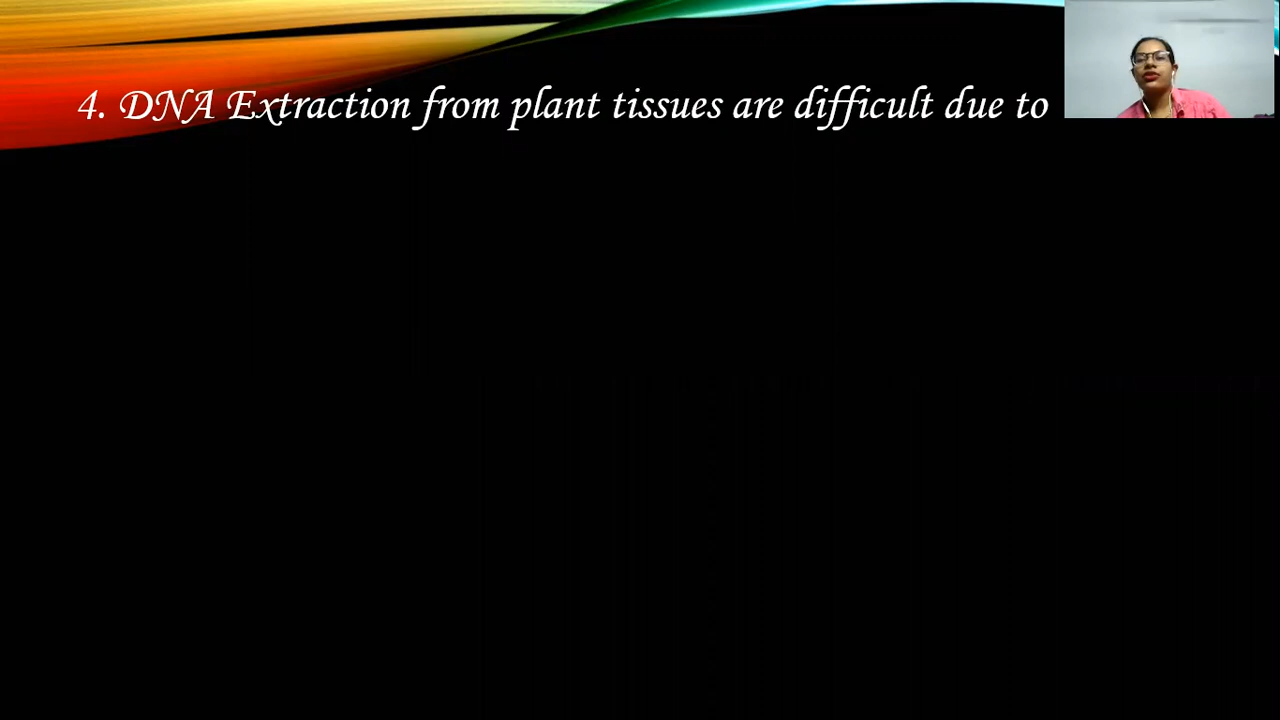 4. DNA Extraction from plant tissues are difficult due to